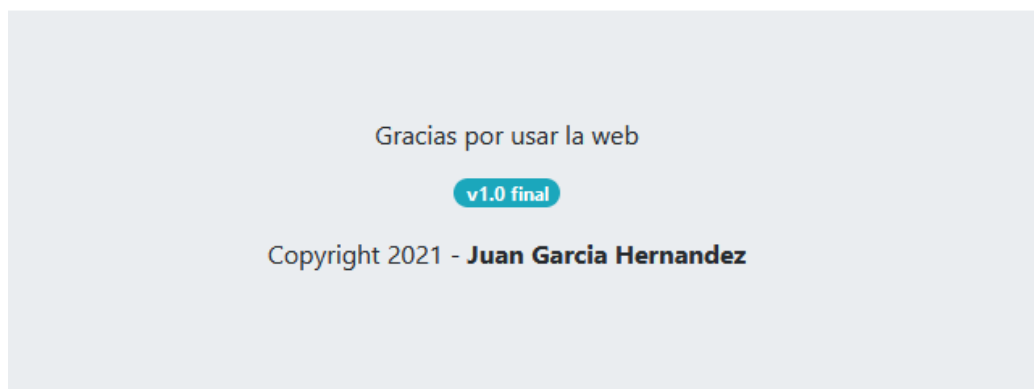 Gracias por usar la web
v1.0 final
Copyright 2021 - Juan Garcia Hernandez